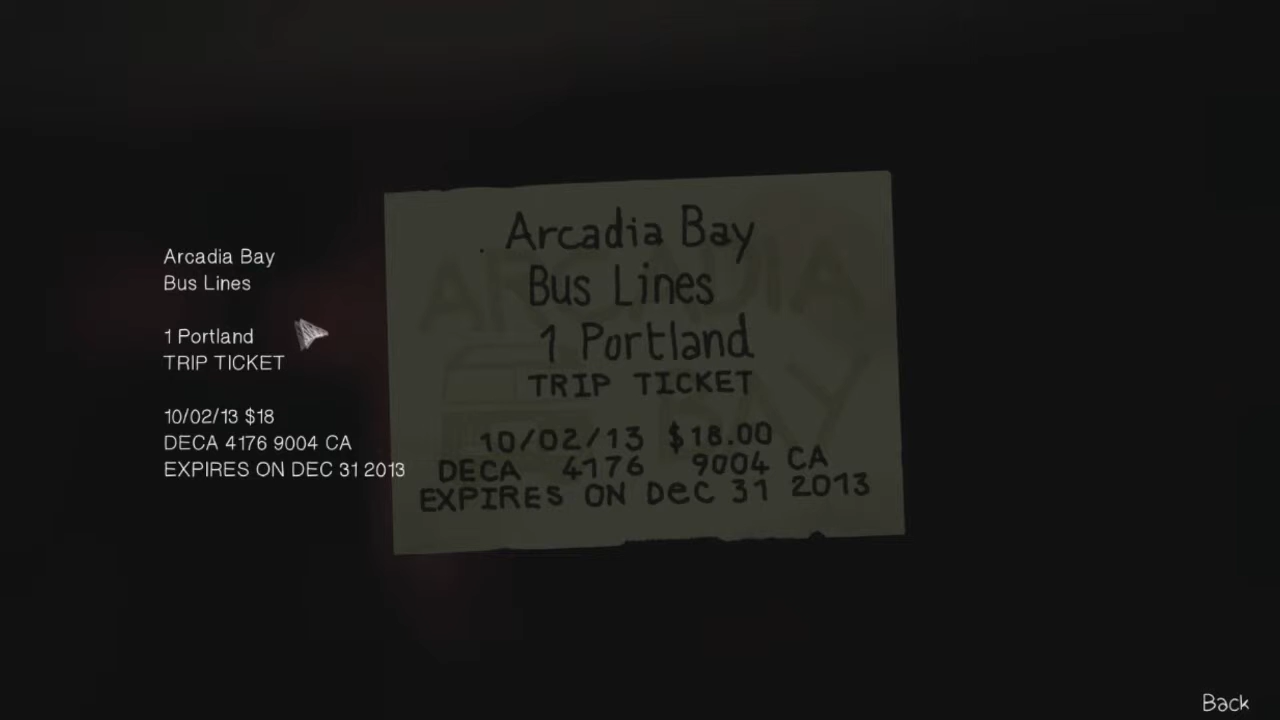 Arcadia Bay
Bus Lines
1 Portland
TRIP TICKET
10/02/13 $18
DECA 4176 9004 CA
EXPIRES ON DEC 31 2013
ARCADIA
BAY
Arcadia Bay
Bus Lines
1 Portland
TRIP TICKET
10/02/13 $18.00
DECA 4176 9004 CA
EXPIRES ON DEC 31 2013
Back